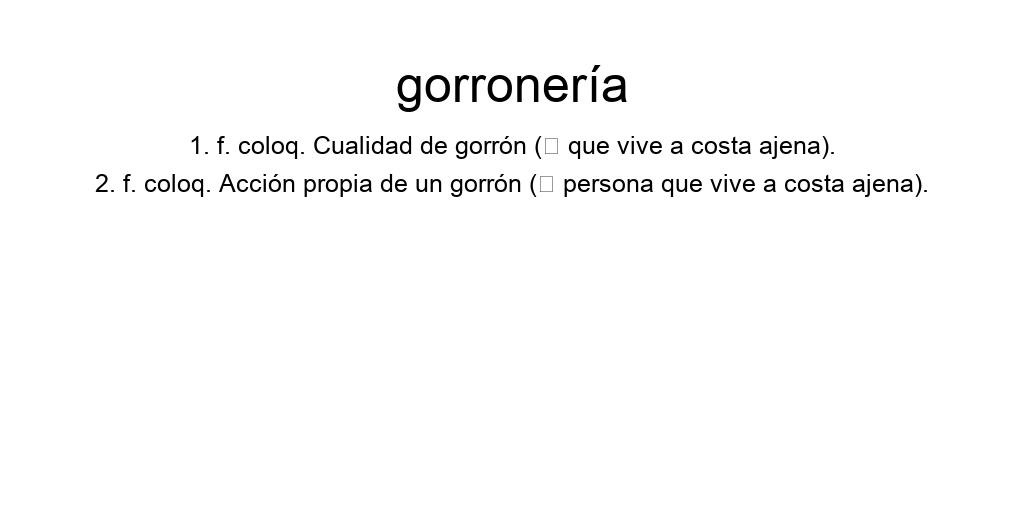 gorronería
1. f. coloq. Cualidad de gorrón (□ que vive a costa ajena).
2. f. coloq. Acción propia de un gorrón (□ persona que vive a costa ajena).